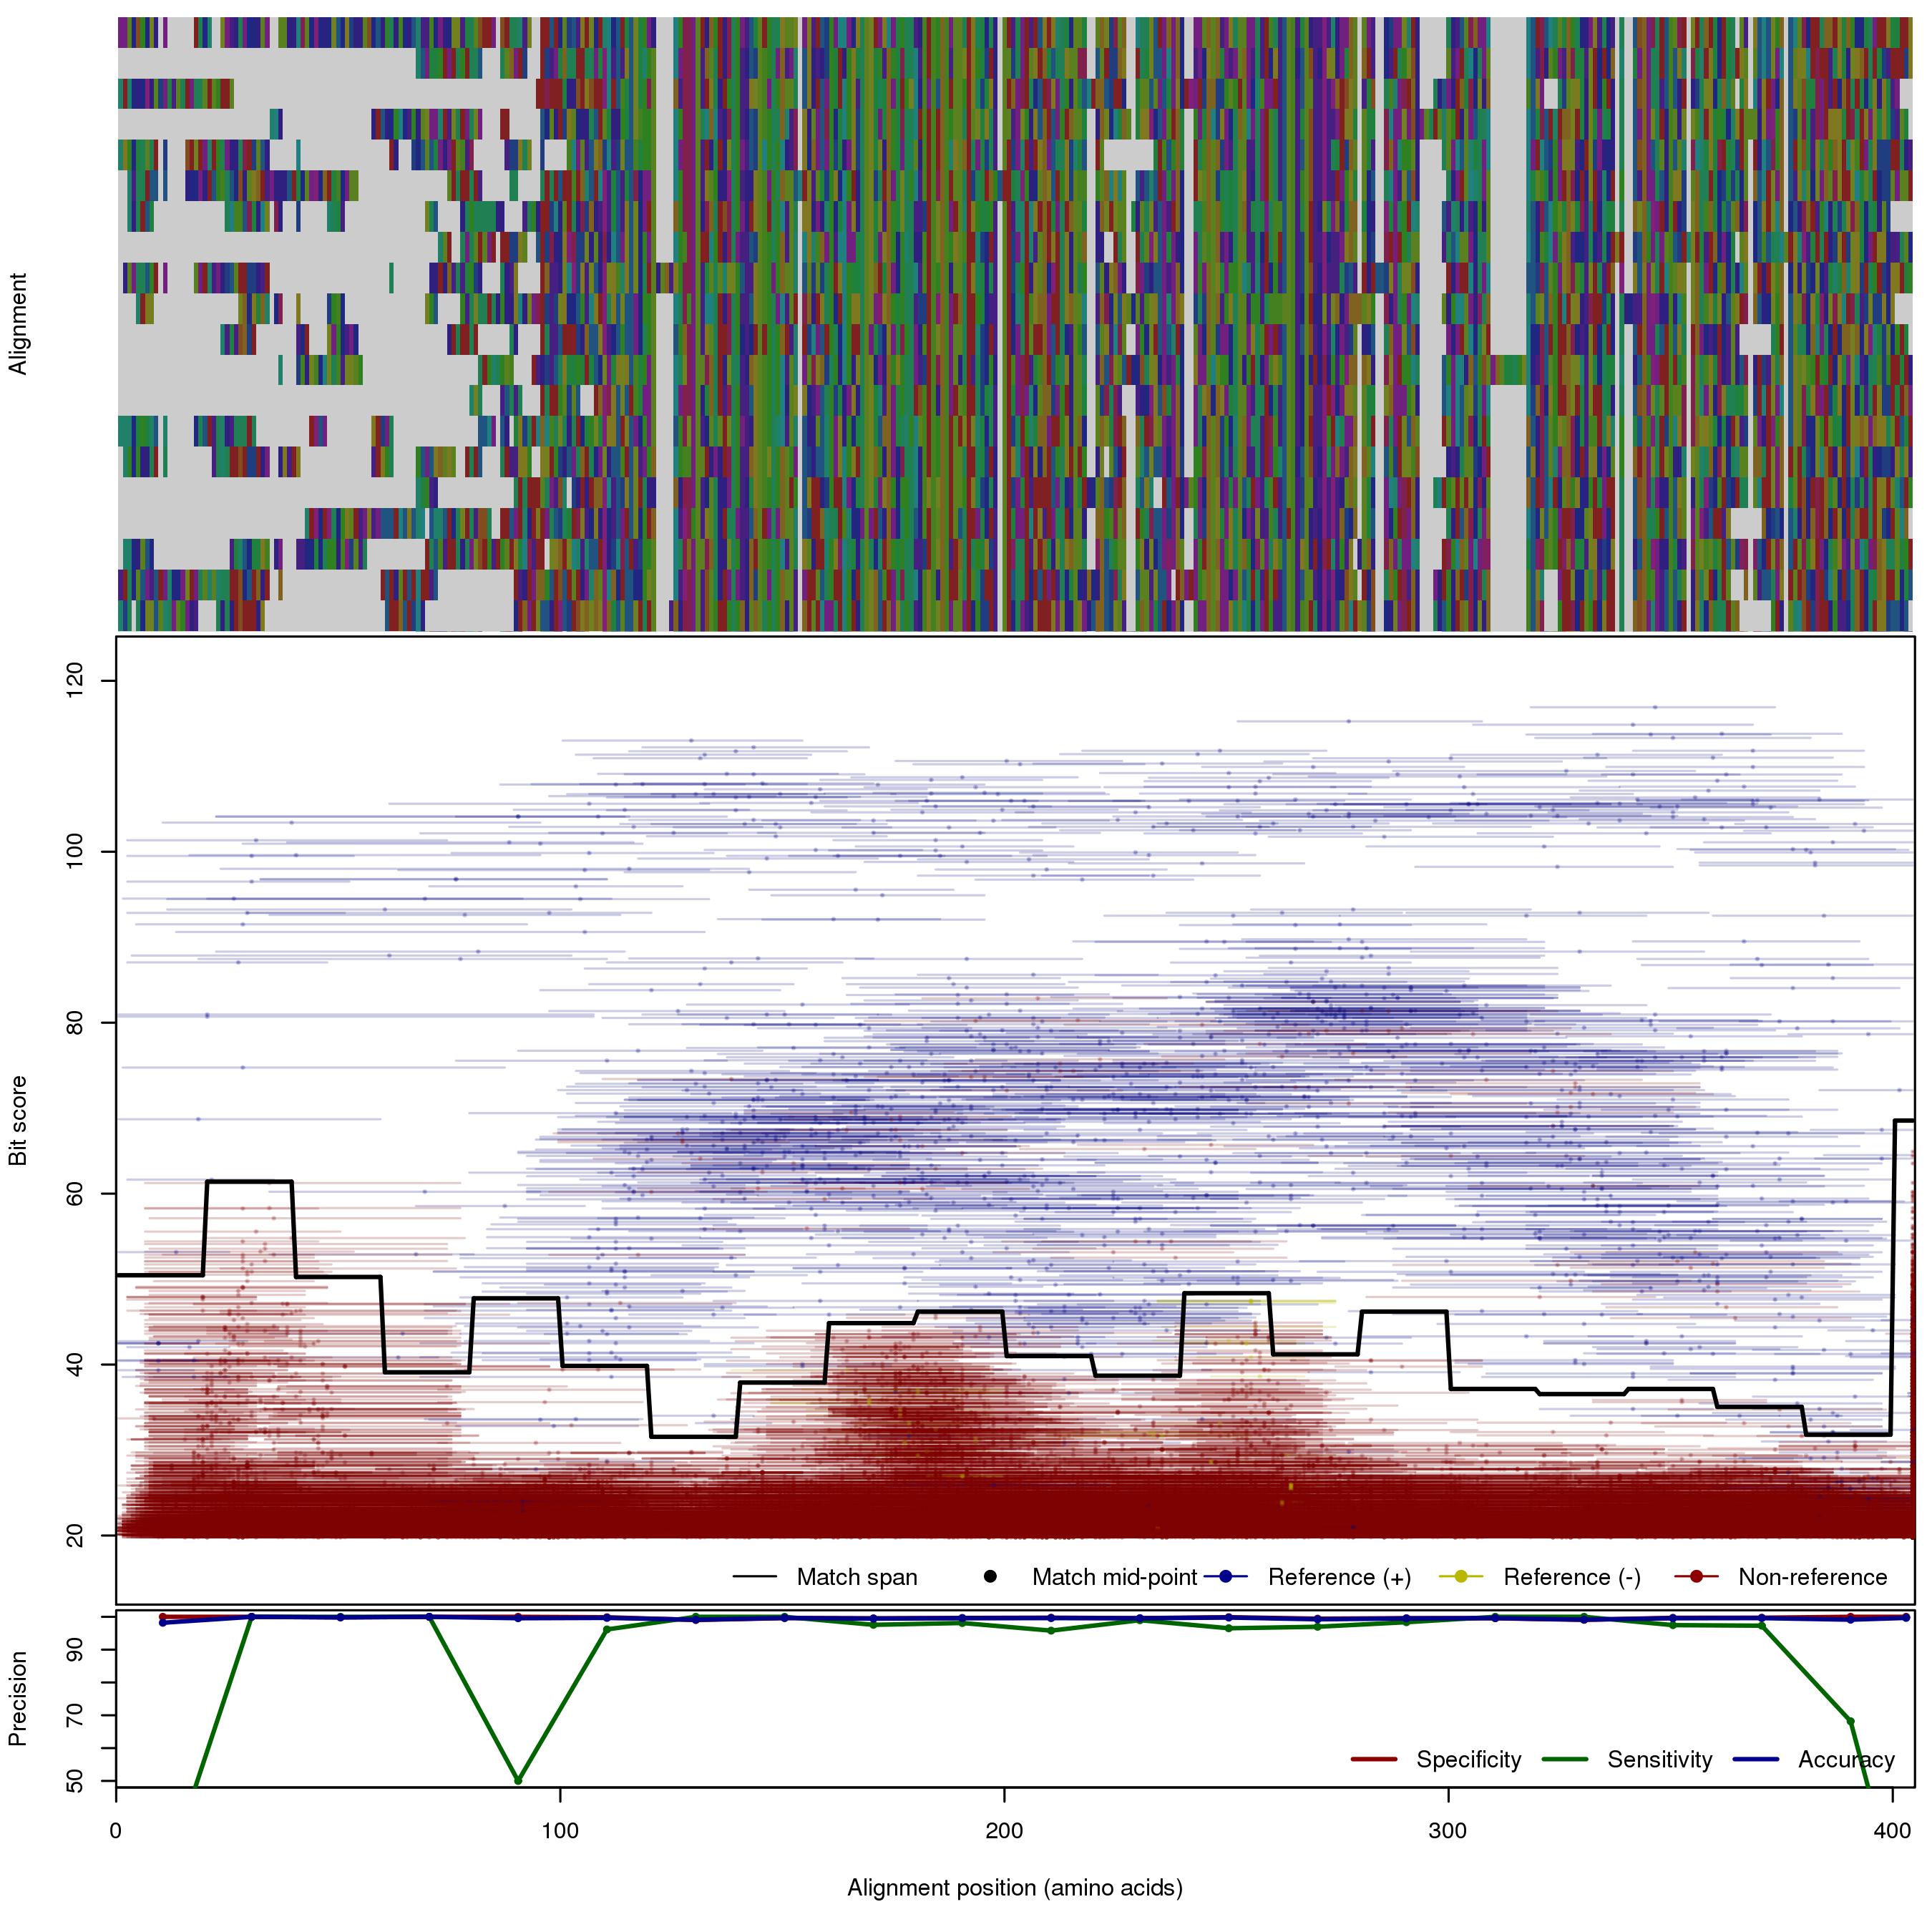 Alignment
120
100
80
60
40
20
Bit score
Match span Match mid-point Reference (+) Reference (-) Non-reference
90
70
50
Precision
Specificity Sensitivity Accuracy
0 100 200 300 400
Alignment position (amino acids)